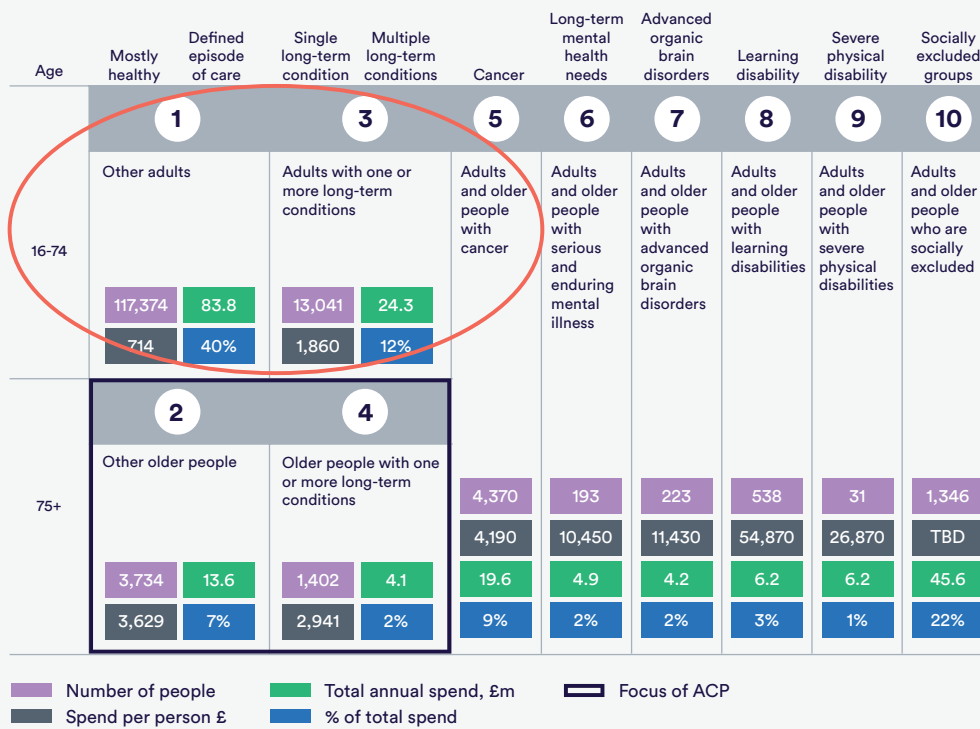 Age
Mostly
healthy
Defined
episode
of care
Single
long-term
condition
Multiple
long-term
conditions
Cancer
Long-term
mental
health
needs
Advanced
organic
brain
disorders
Learning
disability
Severe
physical
disability
Socially
excluded
groups
1
3
5
6
7
8
9
10
16-74
Other adults
117,374
83.8
714
40%
Adults with one or
more long-term
conditions
13,041
24.3
1,860
12%
Adults
and older
people
with
cancer
Adults
and older
people
with
serious
and
enduring
mental
illness
Adults
and older
people
with
advanced
organic
brain
disorders
Adults
and older
people
with
learning
disabilities
Adults
and older
people
with
severe
physical
disabilities
Adults
and older
people
who are
socially
excluded
75+
2
4
Other older people
3,734
13.6
3,629
7%
Older people with one
or more long-term
conditions
1,402
4.1
2,941
2%
4,370
193
223
538
31
1,346
4,190
10,450
11,430
54,870
26,870
TBD
19.6
4.9
4.2
6.2
6.2
45.6
9%
2%
2%
3%
1%
22%
Number of people
Total annual spend, £m
Focus of ACP
Spend per person £
% of total spend